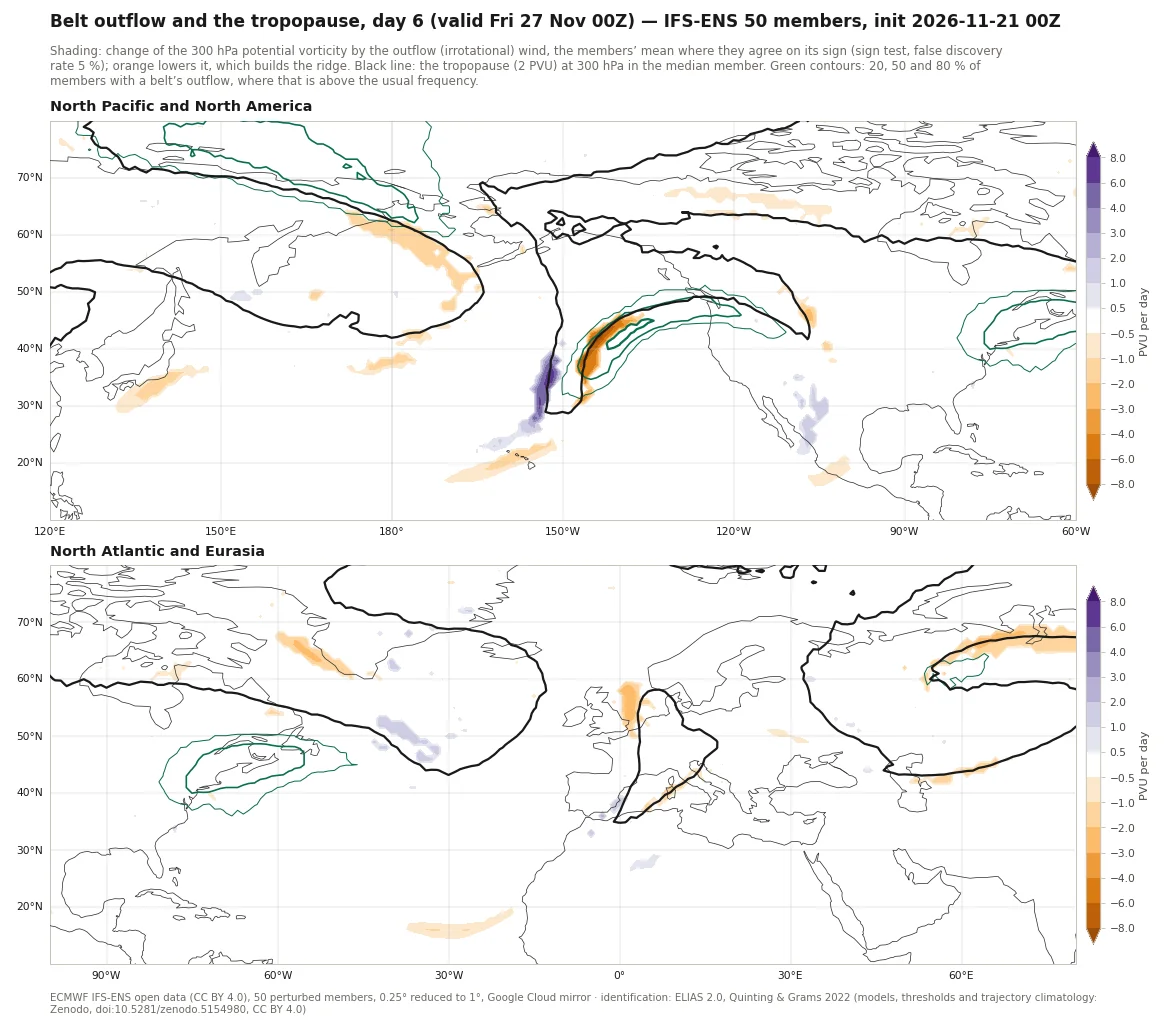 Belt outflow and the tropopause, day 6 (valid Fri 27 Nov 00Z) — IFS-ENS 50 members, init 2026-11-21 00Z
Shading: change of the 300 hPa potential vorticity by the outflow (irrotational) wind, the members’ mean where they agree on its sign (sign test, false discovery
rate 5 %); orange lowers it, which builds the ridge. Black line: the tropopause (2 PVU) at 300 hPa in the median member. Green contours: 20, 50 and 80 % of
members with a belt’s outflow, where that is above the usual frequency.
North Pacific and North America
70°N
60°N
50°N
40°N
30°N
20°N
120°E
150°E
180°
150°W
120°W
90°W
60°W
8.0
6.0
4.0
3.0
2.0
1.0
0.5
−0.5
−1.0
−2.0
−3.0
−4.0
−6.0
−8.0
PVU per day
North Atlantic and Eurasia
70°N
60°N
50°N
40°N
30°N
20°N
90°W
60°W
30°W
0°
30°E
60°E
8.0
6.0
4.0
3.0
2.0
1.0
0.5
−0.5
−1.0
−2.0
−3.0
−4.0
−6.0
−8.0
PVU per day
ECMWF IFS-ENS open data (CC BY 4.0), 50 perturbed members, 0.25° reduced to 1°, Google Cloud mirror · identification: ELIAS 2.0, Quinting & Grams 2022 (models, thresholds and trajectory climatology:
Zenodo, doi:10.5281/zenodo.5154980, CC BY 4.0)